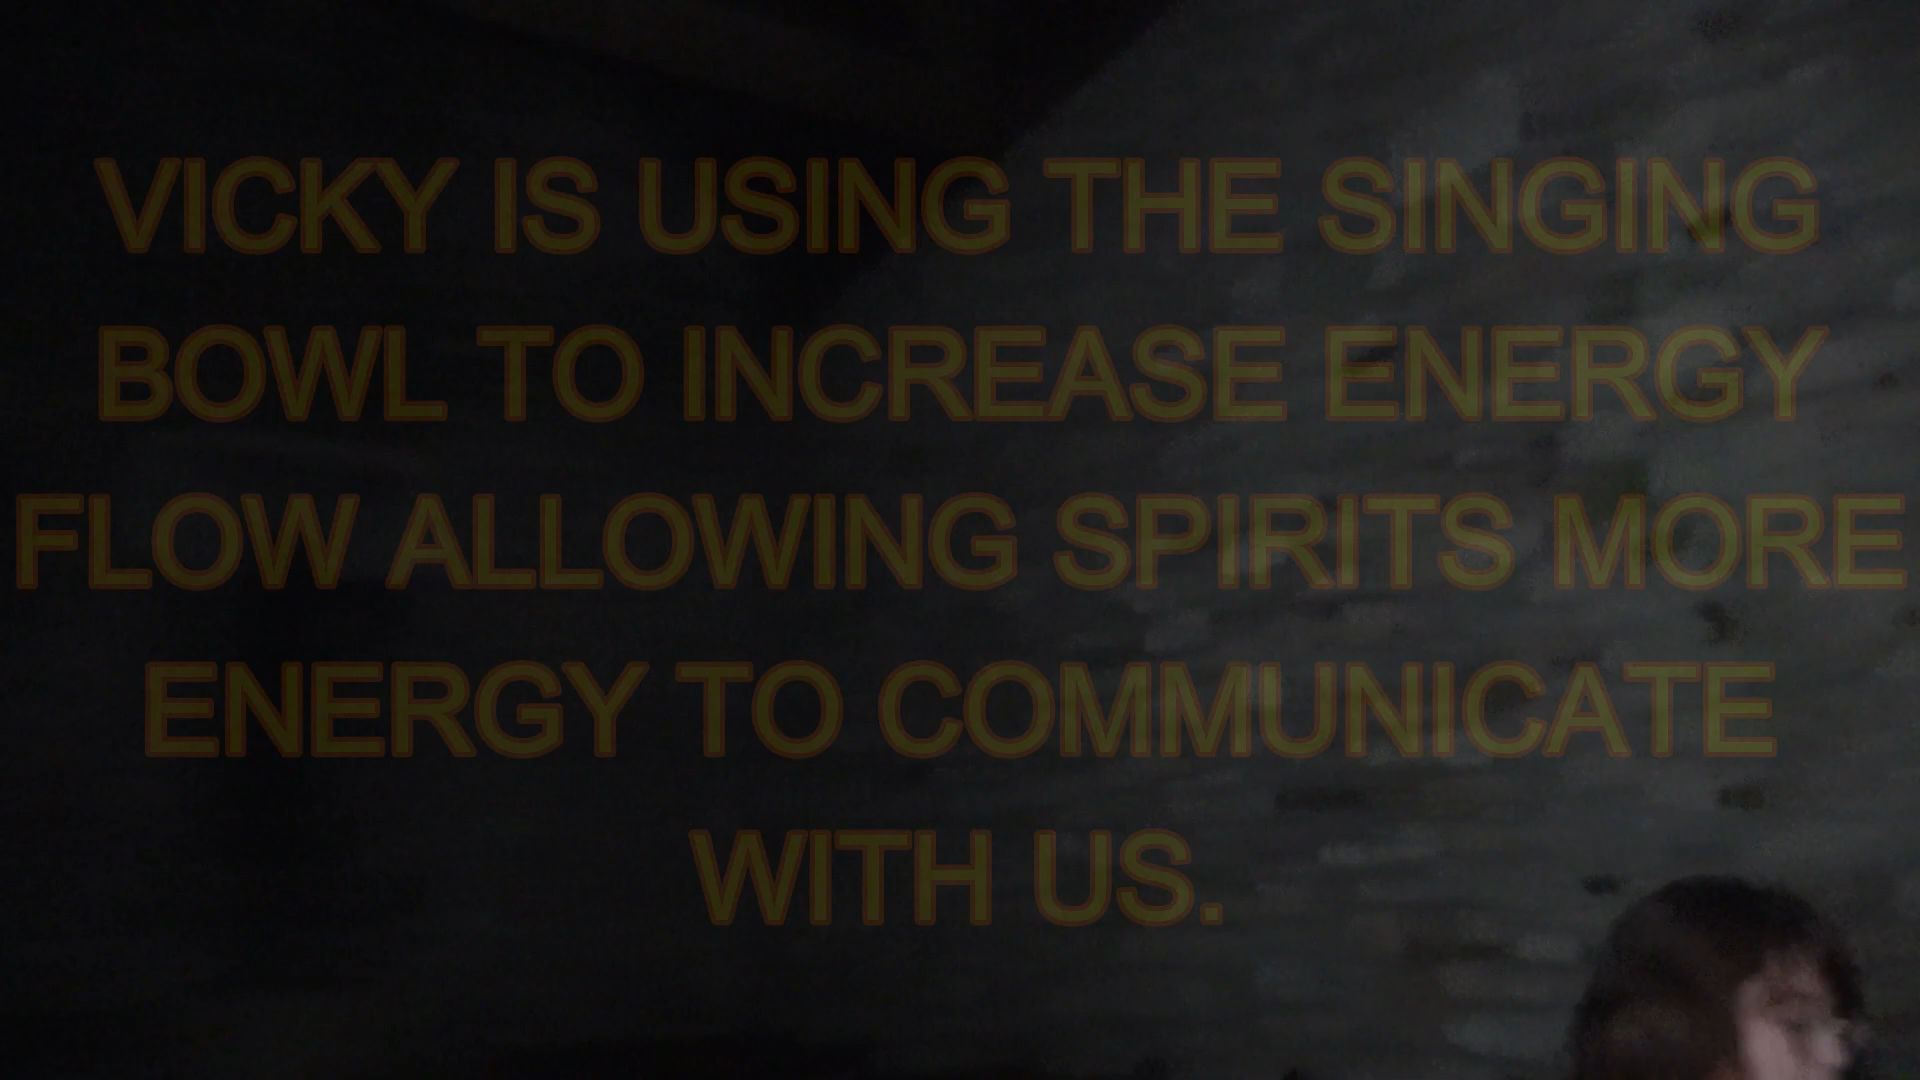 VICKY IS USING THE SINGING
BOWL TO INCREASE ENERGY
FLOW ALLOWING SPIRITS MORE
ENERGY TO COMMUNICATE
WITH US.